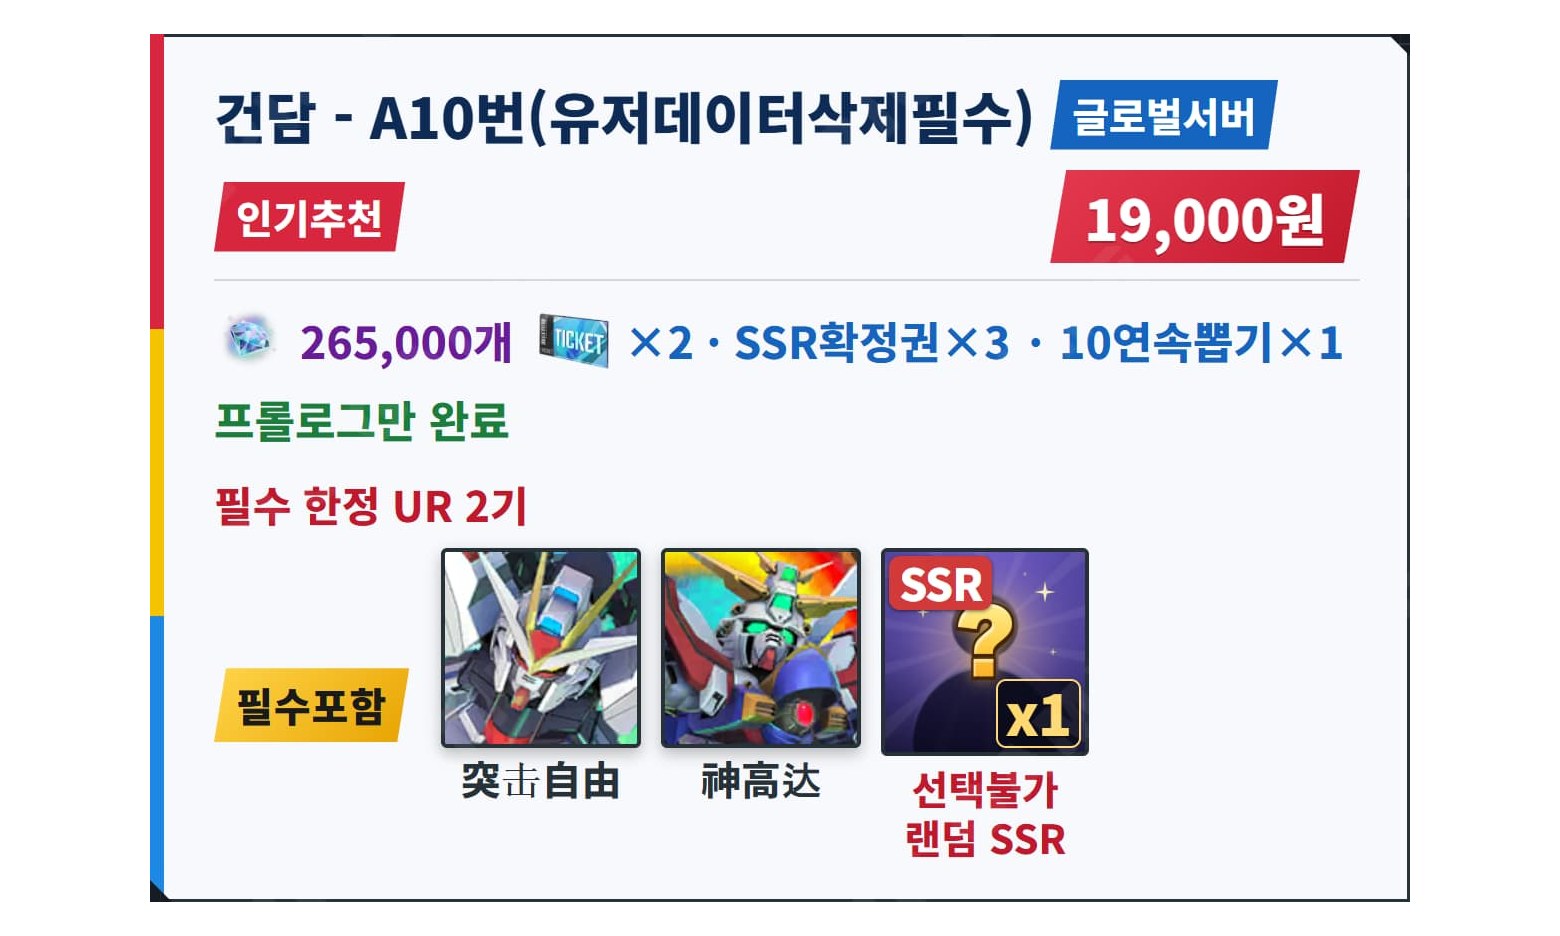 건담 - A10번(유저데이터삭제필수) 글로벌서버
인기추천 19,000원
265,000개 TICKET ×2 · SSR확정권×3 · 10연속뽑기×1
프롤로그만 완료
필수 한정 UR 2기
SSR
?
x1
필수포함
突击自由 神高达 선택불가
랜덤 SSR